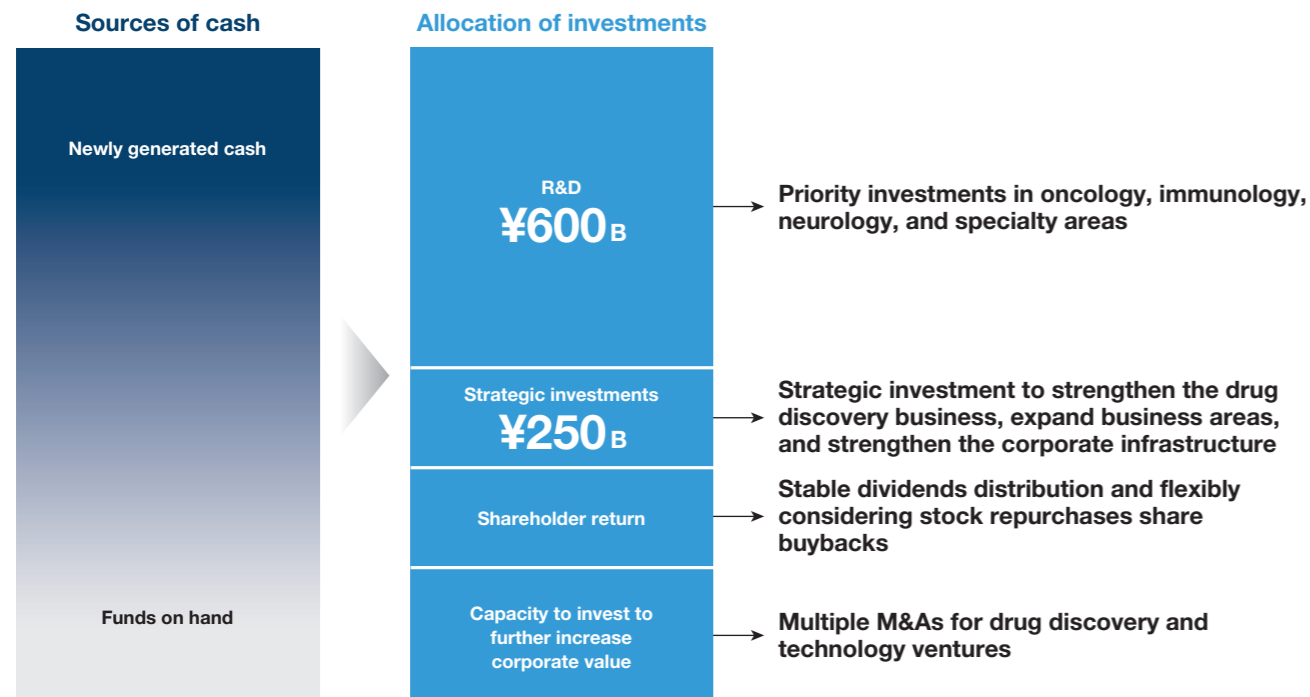 Sources of cash
Allocation of investments
Newly generated cash
Funds on hand
R&D
¥600 B
Priority investments in oncology, immunology,
neurology, and specialty areas
Strategic investments
¥250 B
Strategic investment to strengthen the drug
discovery business, expand business areas,
and strengthen the corporate infrastructure
Shareholder return
Stable dividends distribution and flexibly
considering stock repurchases share
buybacks
Capacity to invest to
further increase
corporate value
Multiple M&As for drug discovery and
technology ventures